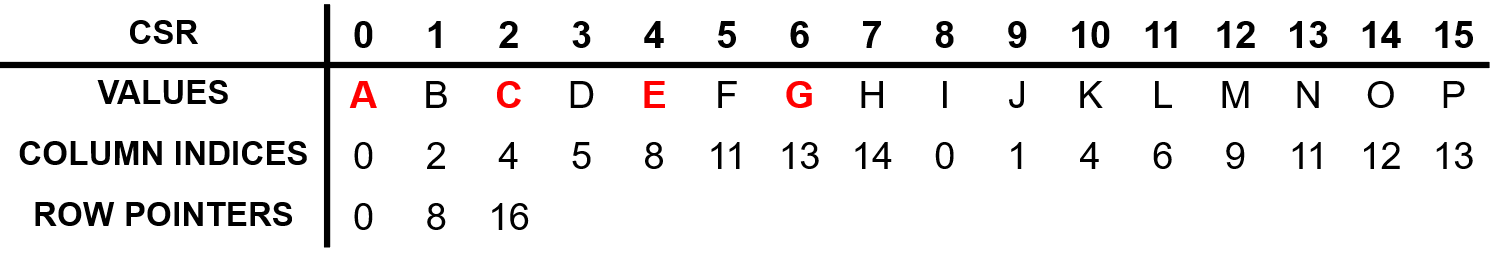 CSR 0 1 2 3 4 5 6 7 8 9 10 11 12 13 14 15
VALUES A B C D E F G H I J K L M N O P
COLUMN INDICES 0 2 4 5 8 11 13 14 0 1 4 6 9 11 12 13
ROW POINTERS 0 8 16